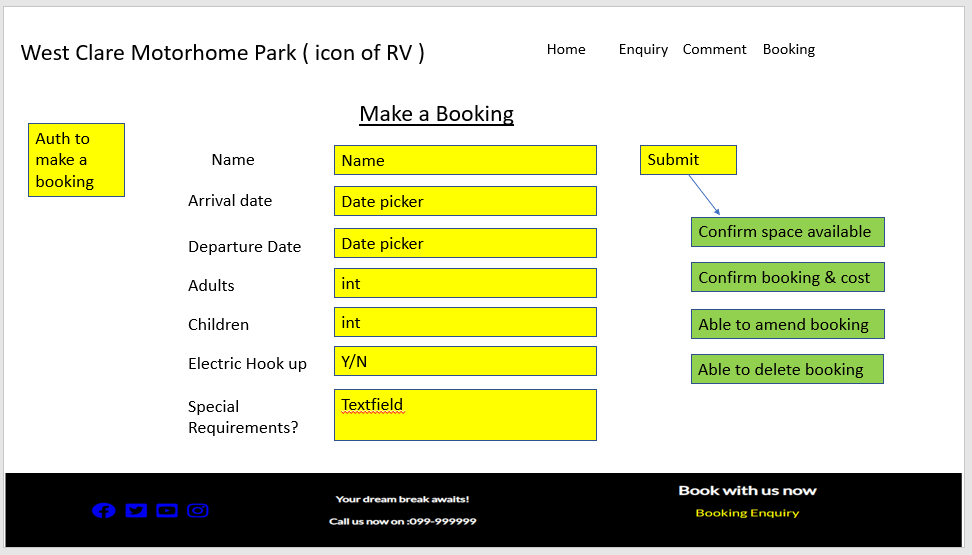 West Clare Motorhome Park ( icon of RV )
Home Enquiry Comment Booking
Make a Booking
Auth to
make a
booking
Name Name Submit
Arrival date Date picker
Confirm space available
Departure Date Date picker
Confirm booking & cost
Adults int
Children int
Able to amend booking
Electric Hook up Y/N
Able to delete booking
Special
Requirements?
Textfield
Your dream break awaits!
Call us now on :099-999999
Book with us now
Booking Enquiry